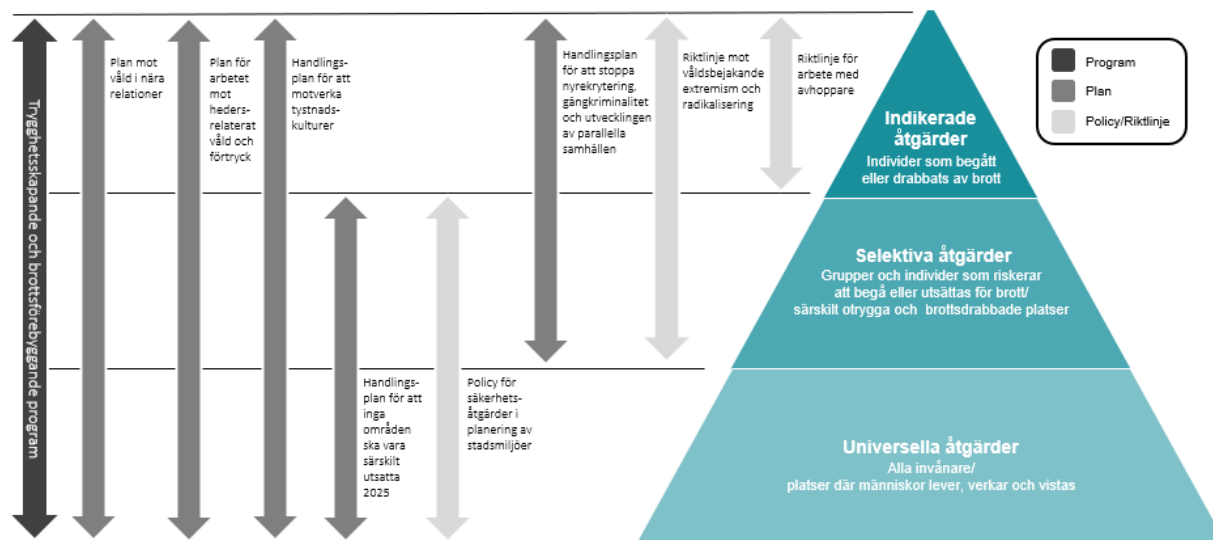 Trygghetsskapande och brottsförebyggande program
Plan mot
våld i nära
relationer
Plan för
arbetet
mot
heders-
relaterat
våld och
förtryck
Handlings-
plan för att
motverka
tystnads-
kulturer
Handlings-
plan för att
inga
områden
ska vara
särskilt
utsatta
2025
Policy för
säkerhets-
åtgärder i
planering av
stadsmiljöer
Handlingsplan
för att stoppa
nyrekrytering,
gängkriminalitet
och utvecklingen
av parallella
samhällen
Riktlinje mot
våldsbejakande
extremism och
radikalisering
Riktlinje för
arbete med
avhoppare
Indikerade
åtgärder
Individer som begått
eller drabbats av brott
Selektiva åtgärder
Grupper och individer som riskerar
att begå eller utsättas för brott/
särskilt otrygga och brottsdrabbade platser
Universella åtgärder
Alla invånare/
platser där människor lever, verkar och vistas
Program
Plan
Policy/Riktlinje